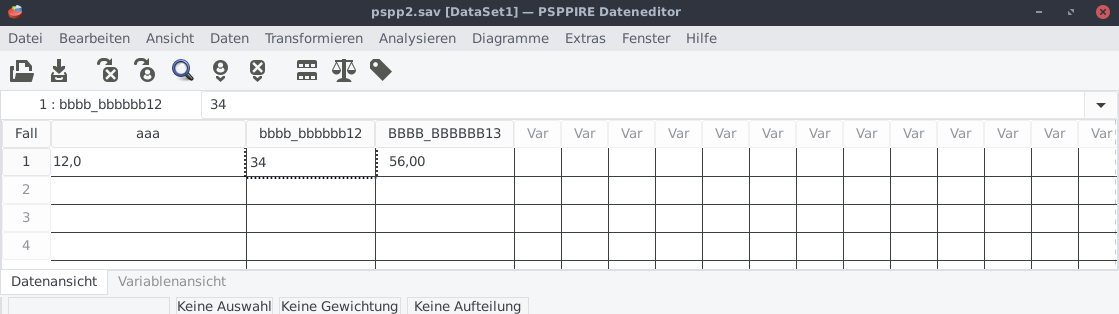 pspp2.sav [DataSet1] — PSPPIRE Dateneditor
Datei Bearbeiten Ansicht Daten Transformieren Analysieren Diagramme Extras Fenster Hilfe
1 : bbbb_bbbbbb12 34
Fall aaa bbbb_bbbbbb12 BBBB_BBBBBB13 Var Var Var Var Var Var Var Var Var Var Var Var Var
1 12,0 34 56,00
2
3
4
Datenansicht Variablenansicht
Keine Auswahl Keine Gewichtung Keine Aufteilung